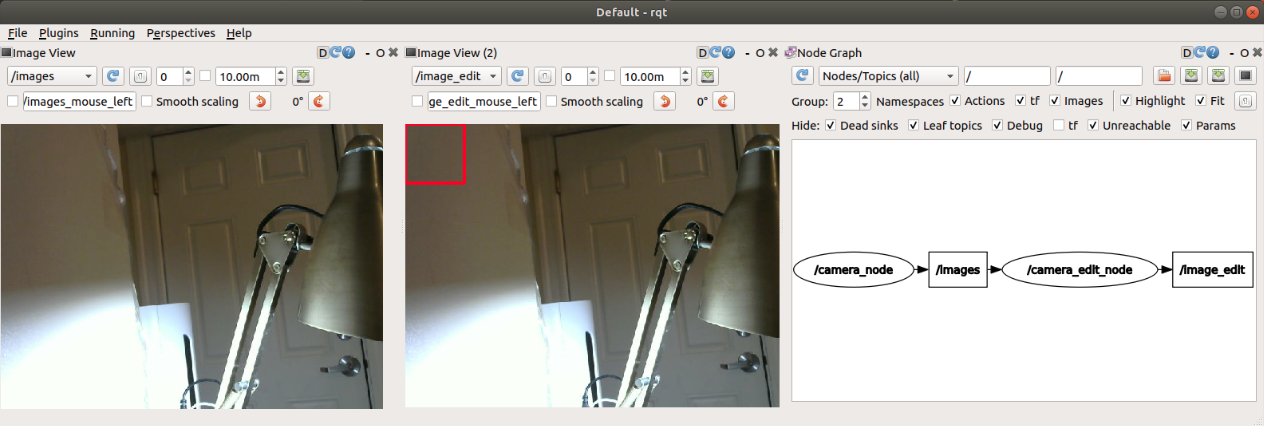 Default - rqt
File Plugins Running Perspectives Help
Image View D ? - O
/images 0 10.00m
/images_mouse_left Smooth scaling 0°
Image View (2) D ? - O
/image_edit 0 10.00m
ge_edit_mouse_left Smooth scaling 0°
Node Graph D ? - O
Nodes/Topics (all) / /
Group: 2 Namespaces Actions tf Images Highlight Fit
Hide: Dead sinks Leaf topics Debug tf Unreachable Params
/camera_node /images /camera_edit_node /image_edit